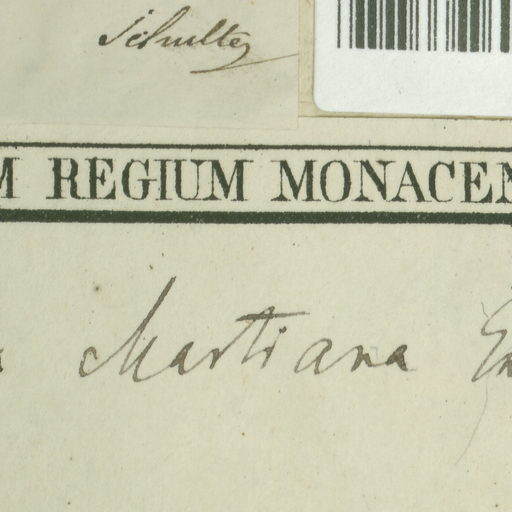 Schultes
M REGIUM MONACEN
Martiana